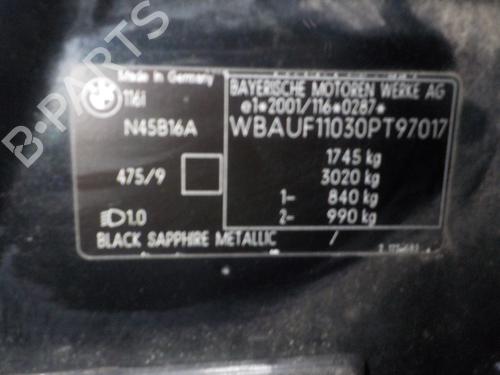 B-PARTS
BMW
Made in Germany
116i
N45B16A
475/9
1.0
BLACK SAPPHIRE METALLIC /
BAYERISCHE MOTOREN WERKE AG
e1*2001/116*0287*
WBAUF11030PT97017
1745 kg
3020 kg
1- 840 kg
2- 990 kg